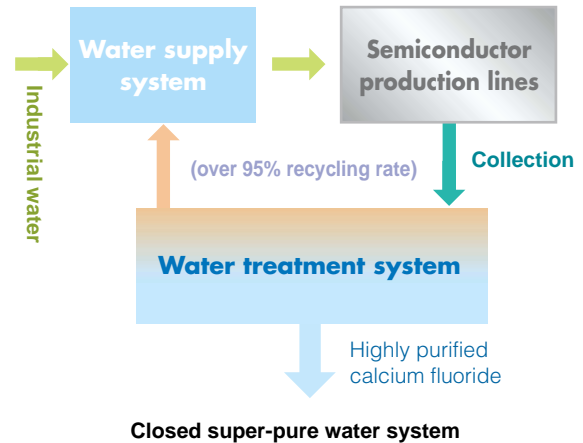 Water supply
system
Semiconductor
production lines
Industrial water
(over 95% recycling rate)
Collection
Water treatment system
Highly purified
calcium fluoride
Closed super-pure water system